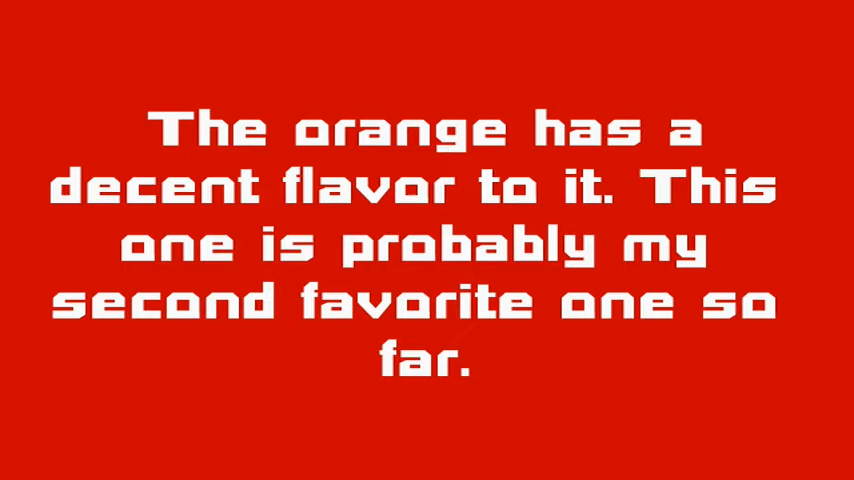 The orange has a
decent flavor to it. This
one is probably my
second favorite one so
far.